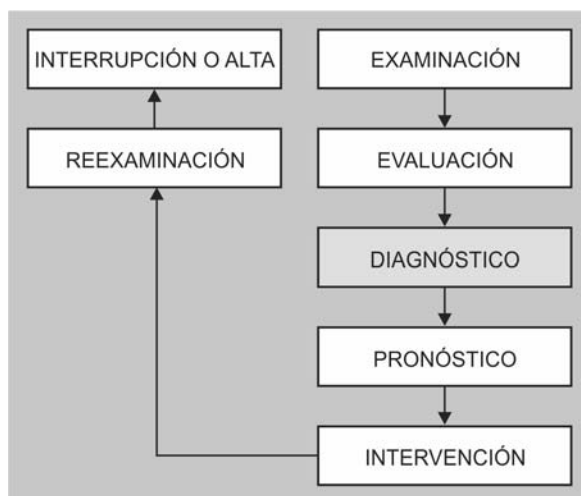 INTERRUPCIÓN O ALTA
EXAMINACIÓN
REEXAMINACIÓN
EVALUACIÓN
DIAGNÓSTICO
PRONÓSTICO
INTERVENCIÓN